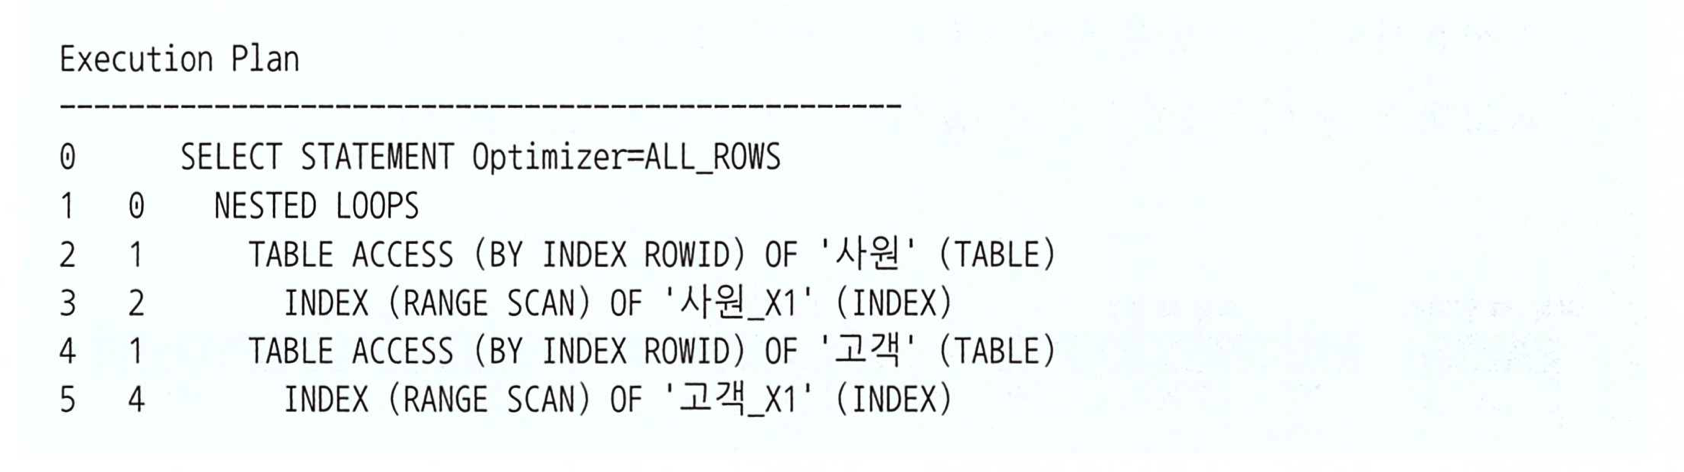 Execution Plan
-------------------------------------------------
0 SELECT STATEMENT Optimizer=ALL_ROWS
1 0 NESTED LOOPS
2 1 TABLE ACCESS (BY INDEX ROWID) OF '사원' (TABLE)
3 2 INDEX (RANGE SCAN) OF '사원_X1' (INDEX)
4 1 TABLE ACCESS (BY INDEX ROWID) OF '고객' (TABLE)
5 4 INDEX (RANGE SCAN) OF '고객_X1' (INDEX)